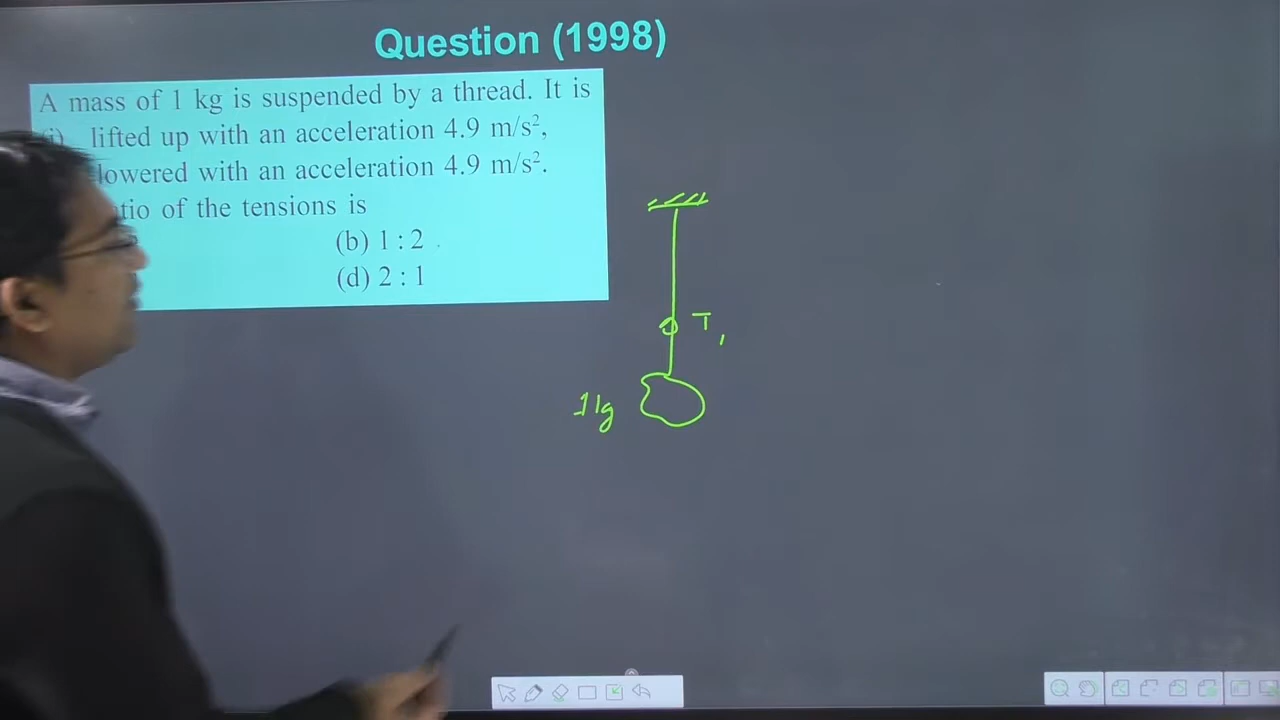 Question (1998)
A mass of 1 kg is suspended by a thread. It is
(i) lifted up with an acceleration 4.9 m/s²,
lowered with an acceleration 4.9 m/s².
of the tensions is
(b) 1 : 2
(d) 2 : 1
T₁
1kg